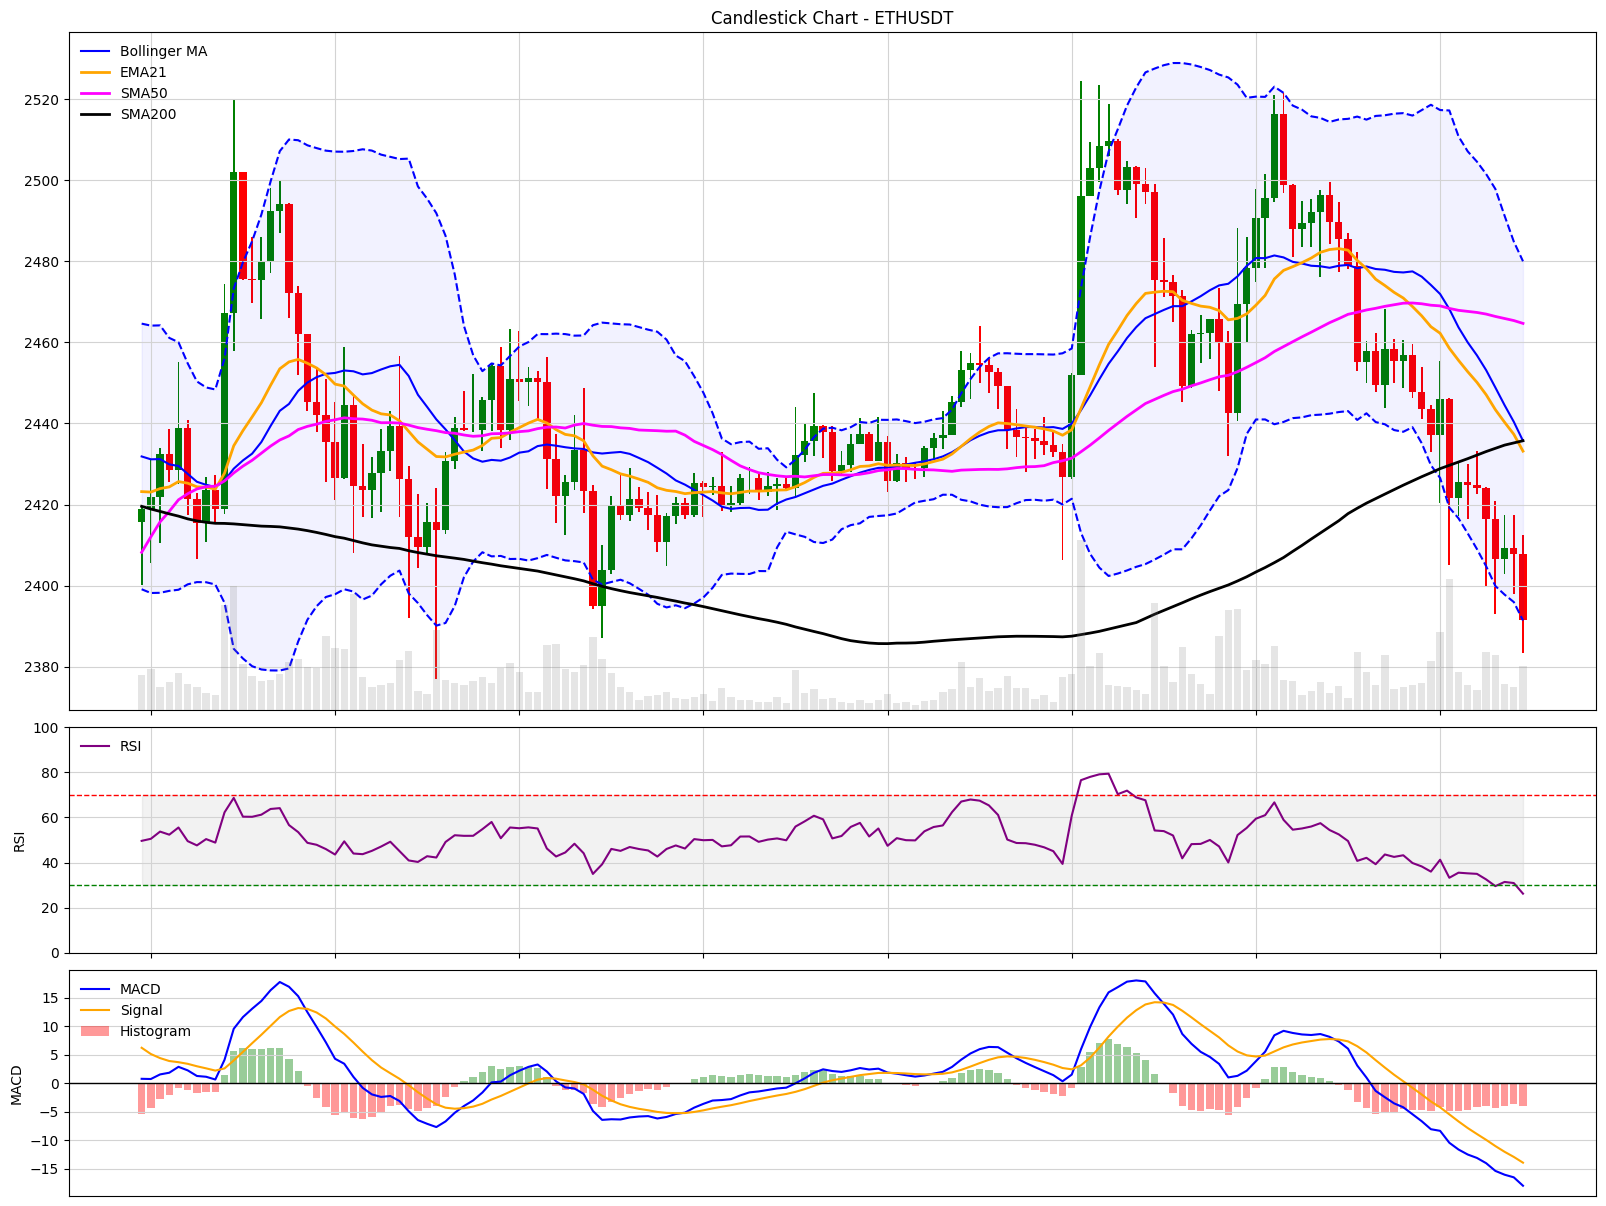 Candlestick Chart - ETHUSDT
Bollinger MA
EMA21
SMA50
SMA200
2520
2500
2480
2460
2440
2420
2400
2380
100
80
60
40
20
0
RSI
RSI
15
10
5
0
−5
−10
−15
MACD
MACD
Signal
Histogram